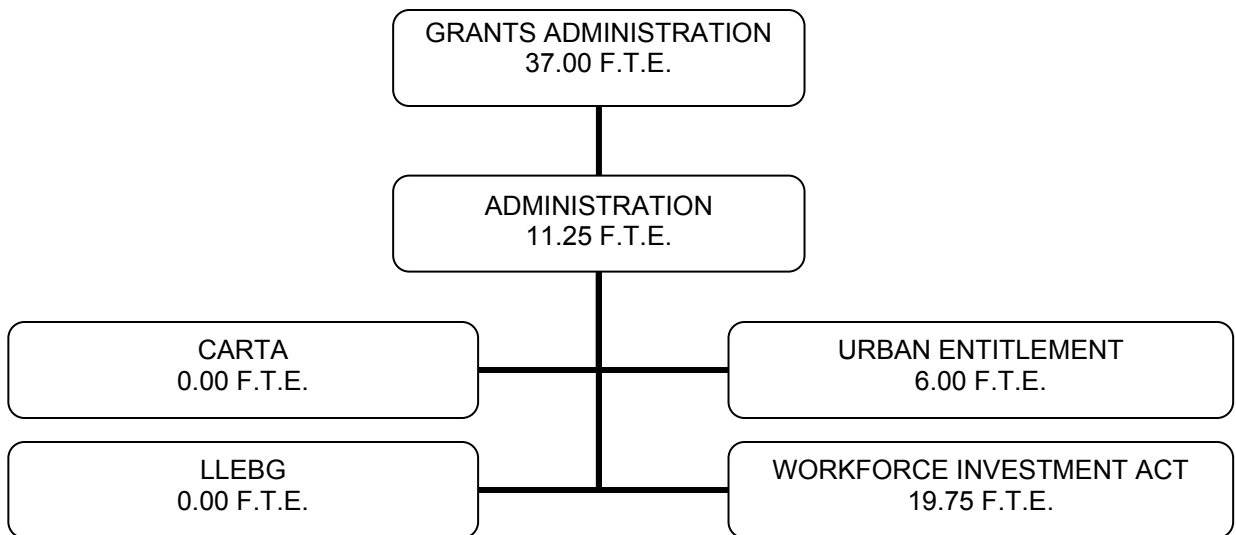 GRANTS ADMINISTRATION
37.00 F.T.E.
ADMINISTRATION
11.25 F.T.E.
CARTA
0.00 F.T.E.
URBAN ENTITLEMENT
6.00 F.T.E.
LLEBG
0.00 F.T.E.
WORKFORCE INVESTMENT ACT
19.75 F.T.E.